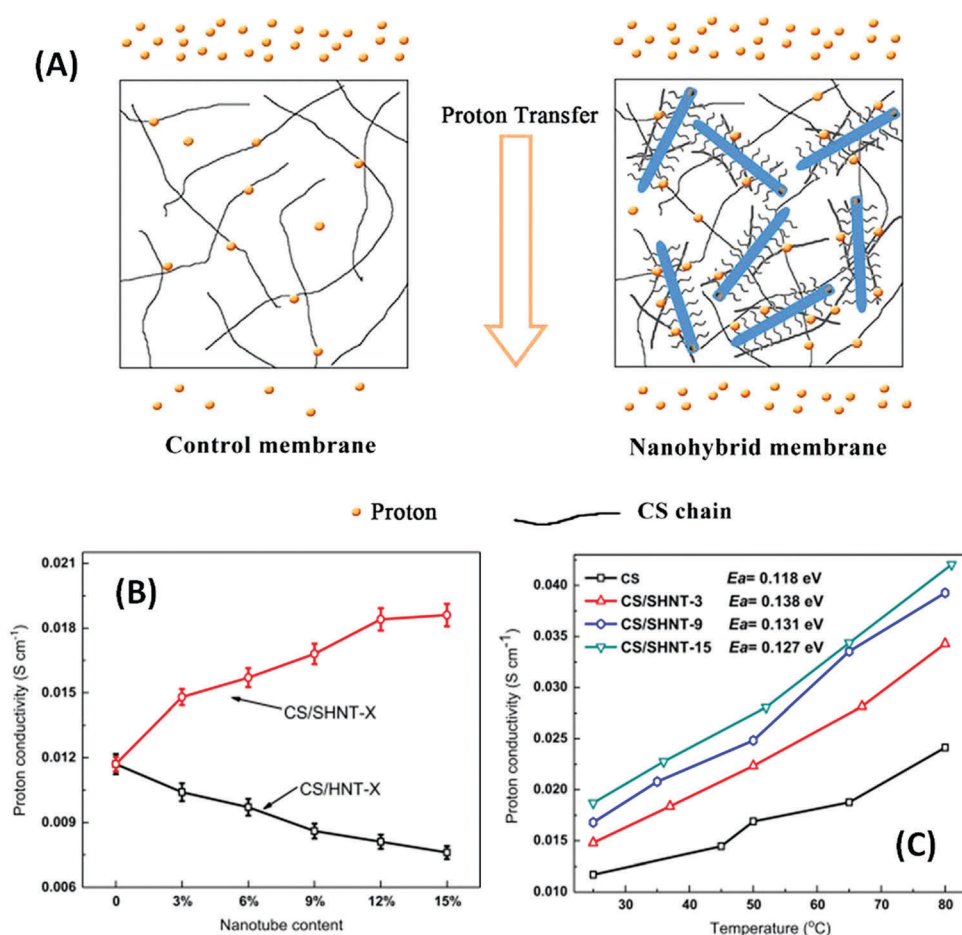 (A)
Proton Transfer
Control membrane
Nanohybrid membrane
Proton
CS chain
(B)
0.021
0.018
0.015
0.012
0.009
0.006
Proton conductivity (S cm⁻¹)
CS/SHNT-X
CS/HNT-X
0 3% 6% 9% 12% 15%
Nanotube content
(C)
0.040
0.035
0.030
0.025
0.020
0.015
0.010
Proton conductivity (S cm⁻¹)
CS Ea= 0.118 eV
CS/SHNT-3 Ea= 0.138 eV
CS/SHNT-9 Ea= 0.131 eV
CS/SHNT-15 Ea= 0.127 eV
30 40 50 60 70 80
Temperature (°C)